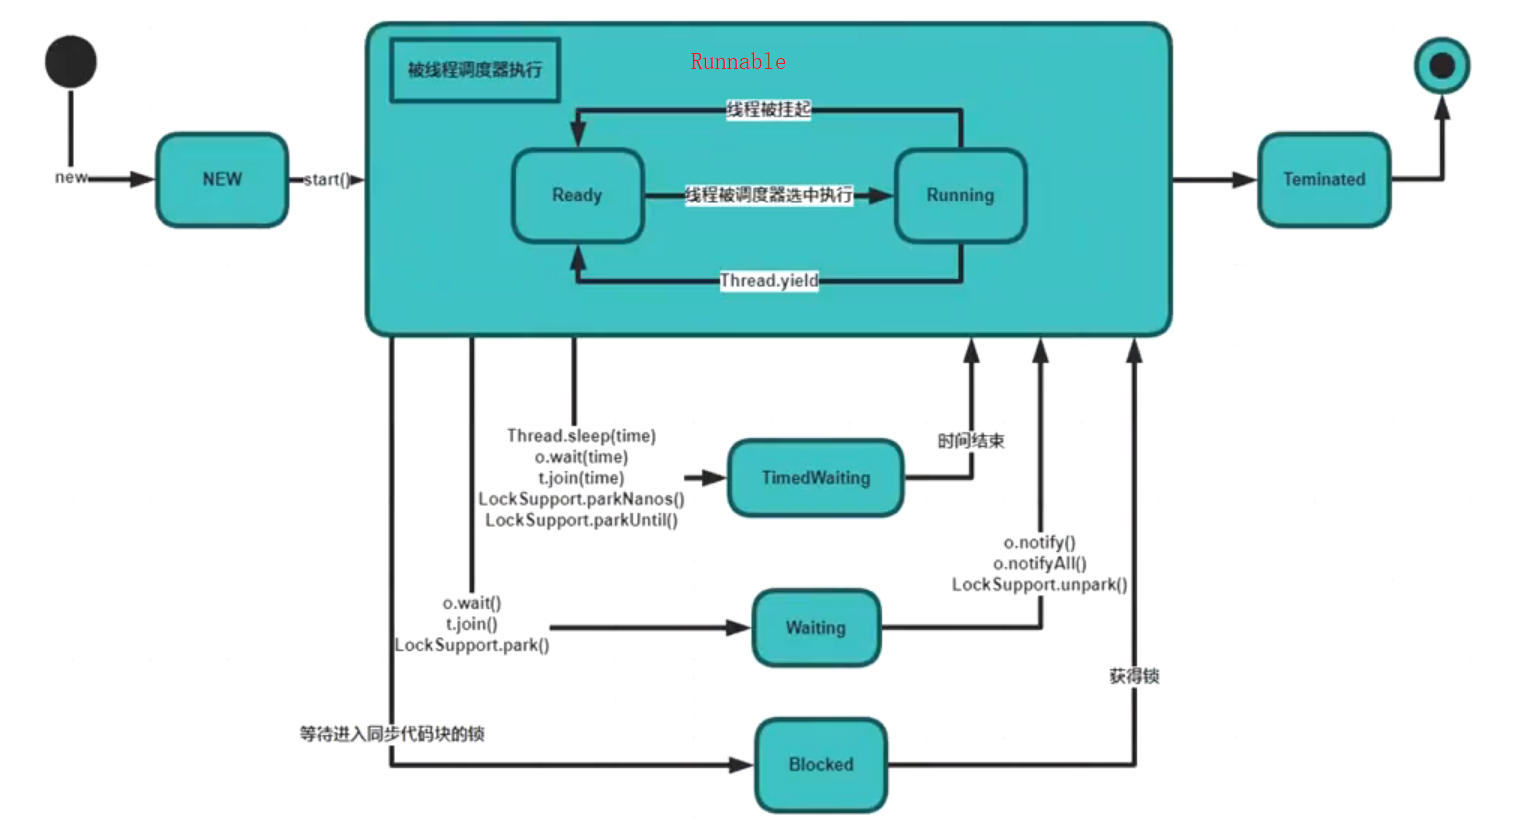 被线程调度器执行
Runnable
线程被挂起
new
NEW
start()
Ready
线程被调度器选中执行
Running
Thread.yield
Teminated
Thread.sleep(time)
o.wait(time)
t.join(time)
LockSupport.parkNanos()
LockSupport.parkUntil()
TimedWaiting
时间结束
o.wait()
t.join()
LockSupport.park()
Waiting
o.notify()
o.notifyAll()
LockSupport.unpark()
等待进入同步代码块的锁
Blocked
获得锁